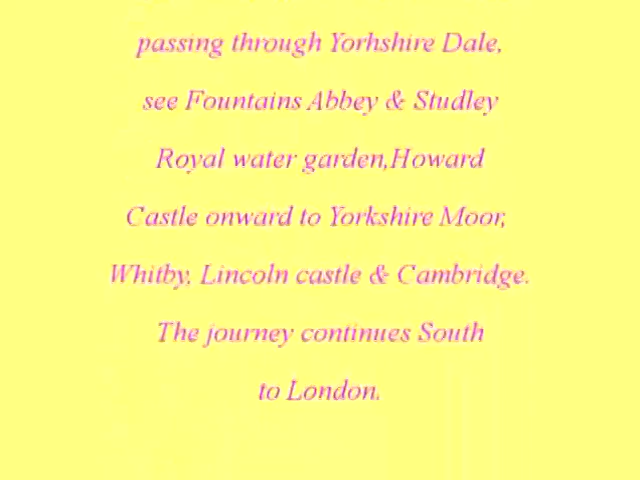 passing through Yorhshire Dale,
see Fountains Abbey & Studley
Royal water garden,Howard
Castle onward to Yorkshire Moor,
Whitby, Lincoln castle & Cambridge.
The journey continues South
to London.